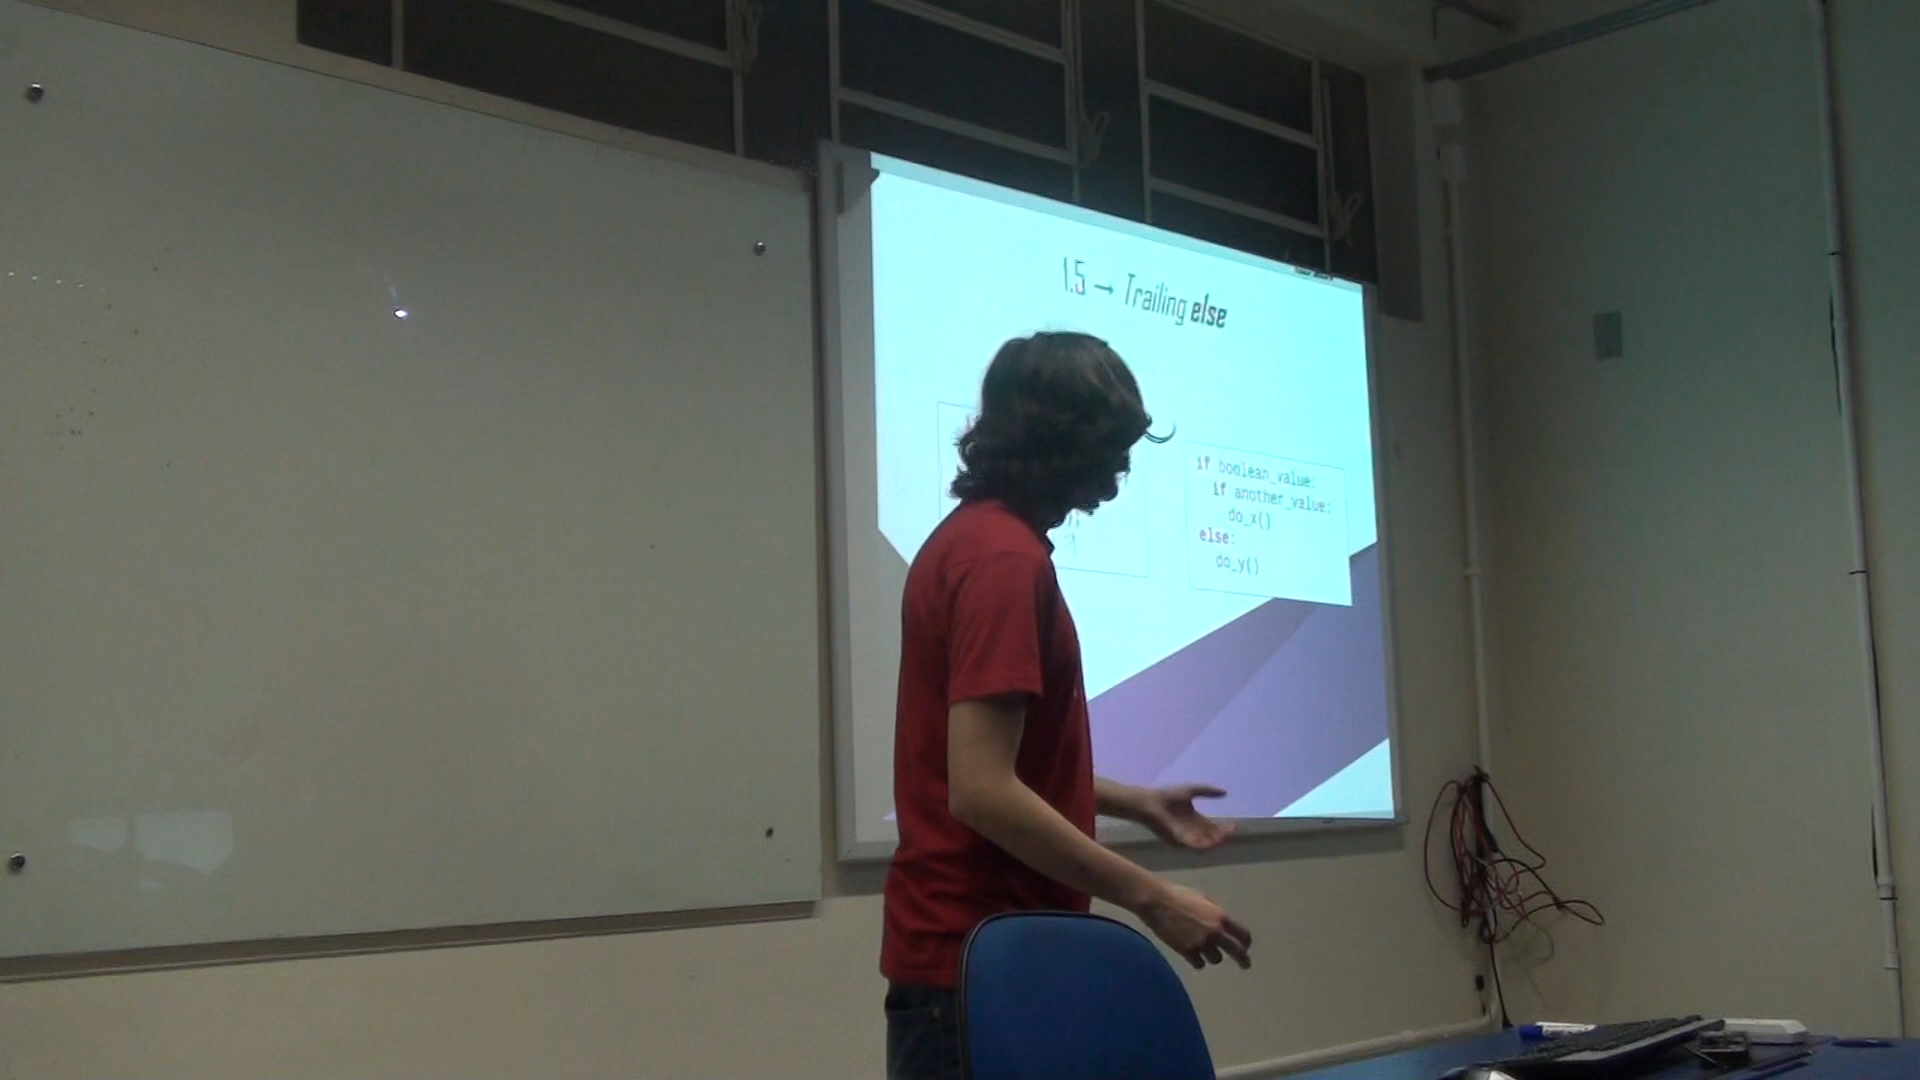 1.5 → Trailing else
if boolean_value:
if another_value:
do_x()
else:
do_y()